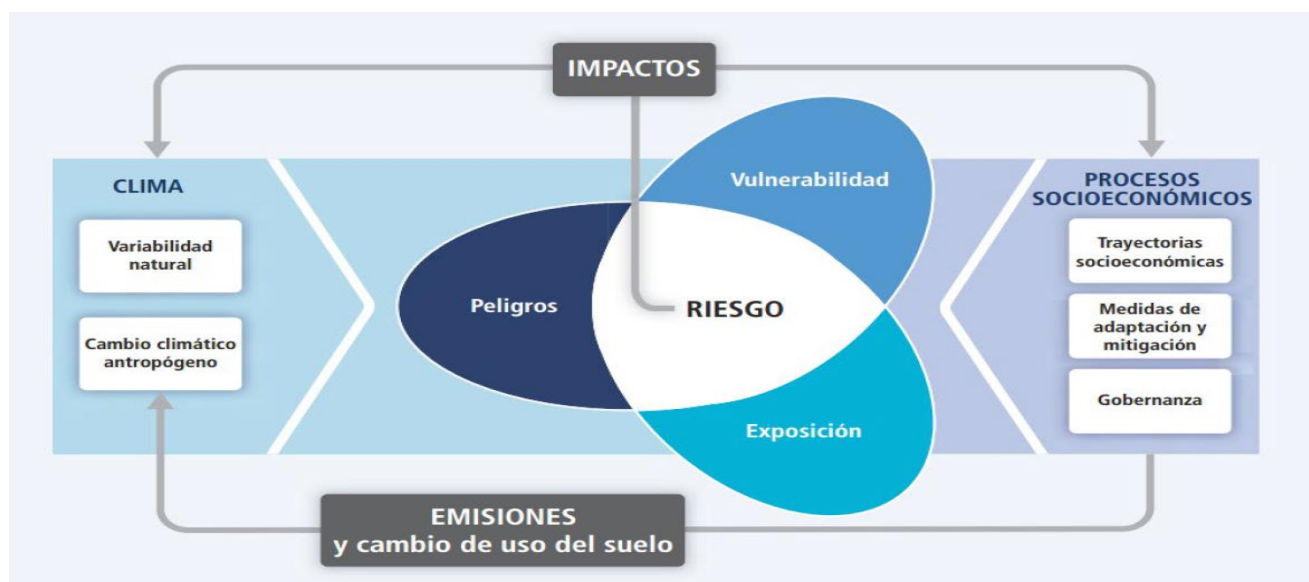 IMPACTOS
CLIMA
Variabilidad
natural
Cambio climático
antropógeno
Vulnerabilidad
Peligros
RIESGO
Exposición
PROCESOS
SOCIOECONÓMICOS
Trayectorias
socioeconómicas
Medidas de
adaptación y
mitigación
Gobernanza
EMISIONES
y cambio de uso del suelo